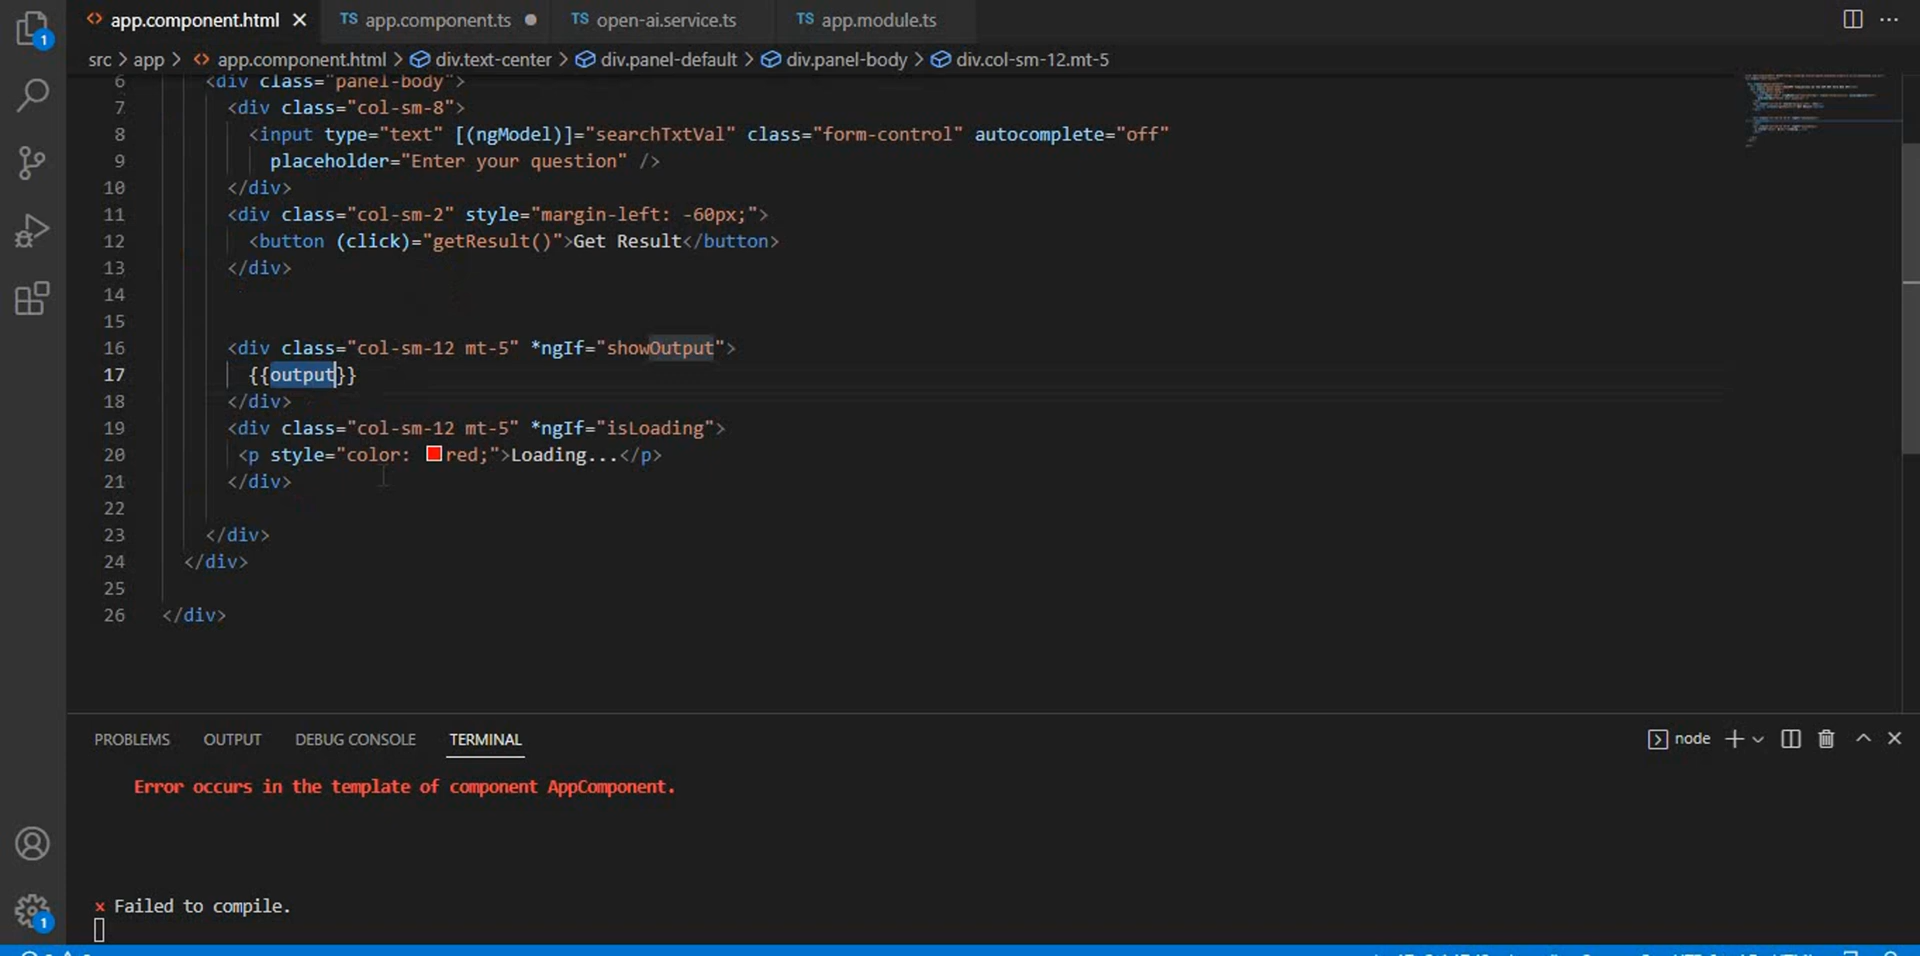 <> app.component.html × TS app.component.ts ● TS open-ai.service.ts TS app.module.ts
src > app > <> app.component.html > div.text-center > div.panel-default > div.panel-body > div.col-sm-12.mt-5
6 <div class="panel-body">
7 <div class="col-sm-8">
8 <input type="text" [(ngModel)]="searchTxtVal" class="form-control" autocomplete="off"
9 placeholder="Enter your question" />
10 </div>
11 <div class="col-sm-2" style="margin-left: -60px;">
12 <button (click)="getResult()">Get Result</button>
13 </div>
14
15
16 <div class="col-sm-12 mt-5" *ngIf="showOutput">
17 {{output}}
18 </div>
19 <div class="col-sm-12 mt-5" *ngIf="isLoading">
20 <p style="color: red;">Loading...</p>
21 </div>
22
23 </div>
24 </div>
25
26 </div>
1
PROBLEMS OUTPUT DEBUG CONSOLE TERMINAL node
Error occurs in the template of component AppComponent.
× Failed to compile.
1